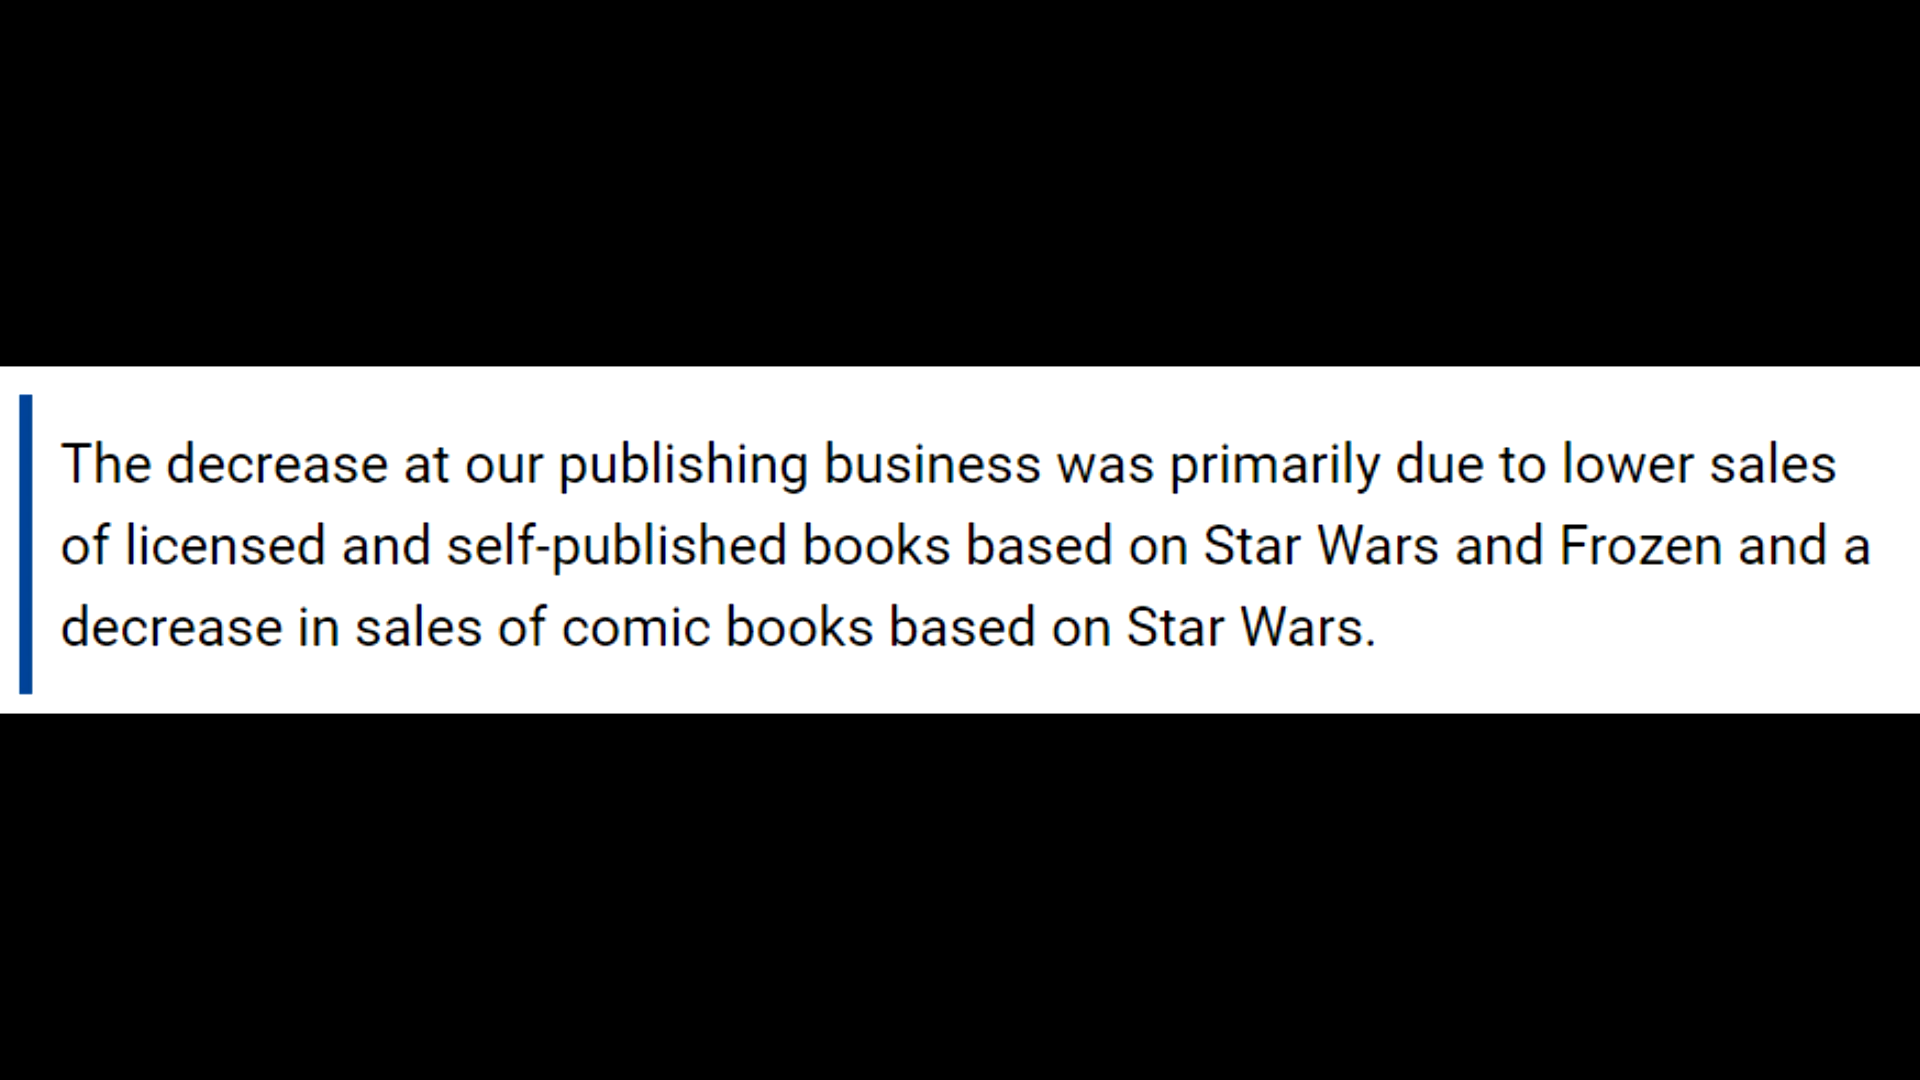 The decrease at our publishing business was primarily due to lower sales
of licensed and self-published books based on Star Wars and Frozen and a
decrease in sales of comic books based on Star Wars.